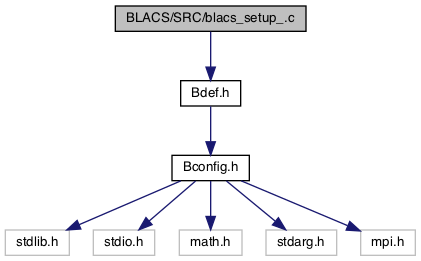 BLACS/SRC/blacs_setup_.c
Bdef.h
Bconfig.h
stdlib.h
stdio.h
math.h
stdarg.h
mpi.h